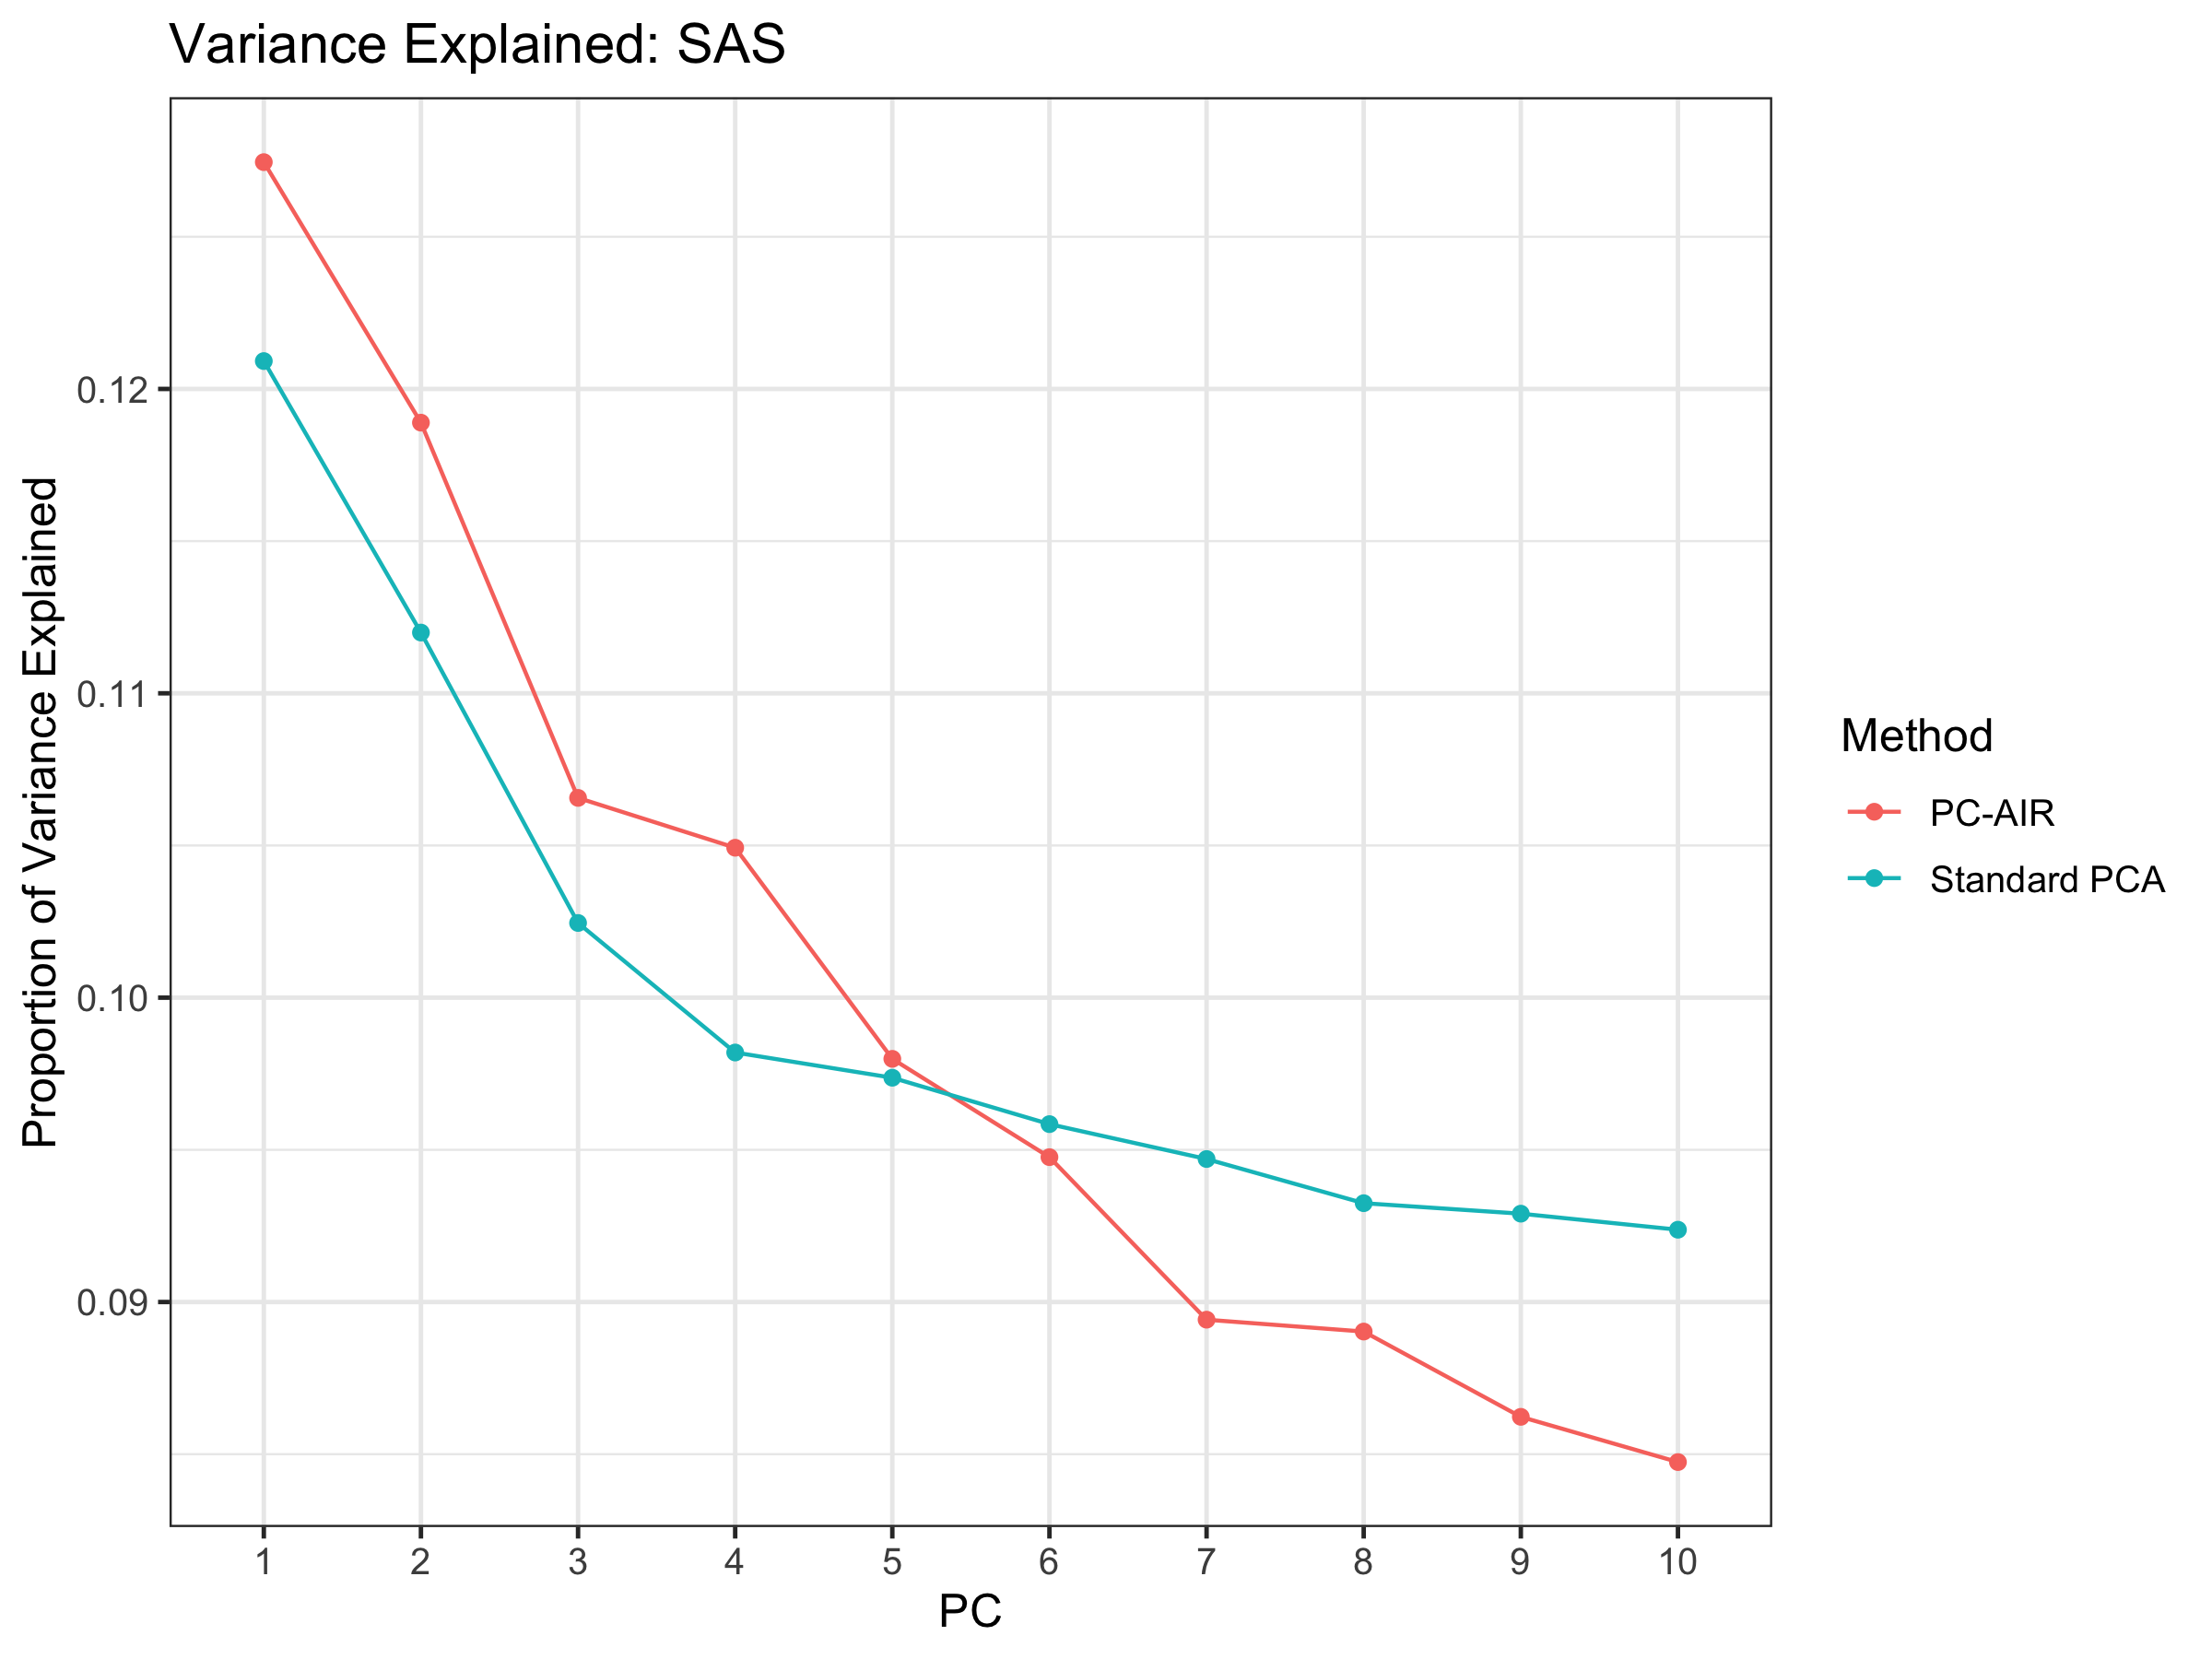 Variance Explained: SAS
Proportion of Variance Explained
0.12
0.11
0.10
0.09
1 2 3 4 5 6 7 8 9 10
PC
Method
PC-AIR
Standard PCA